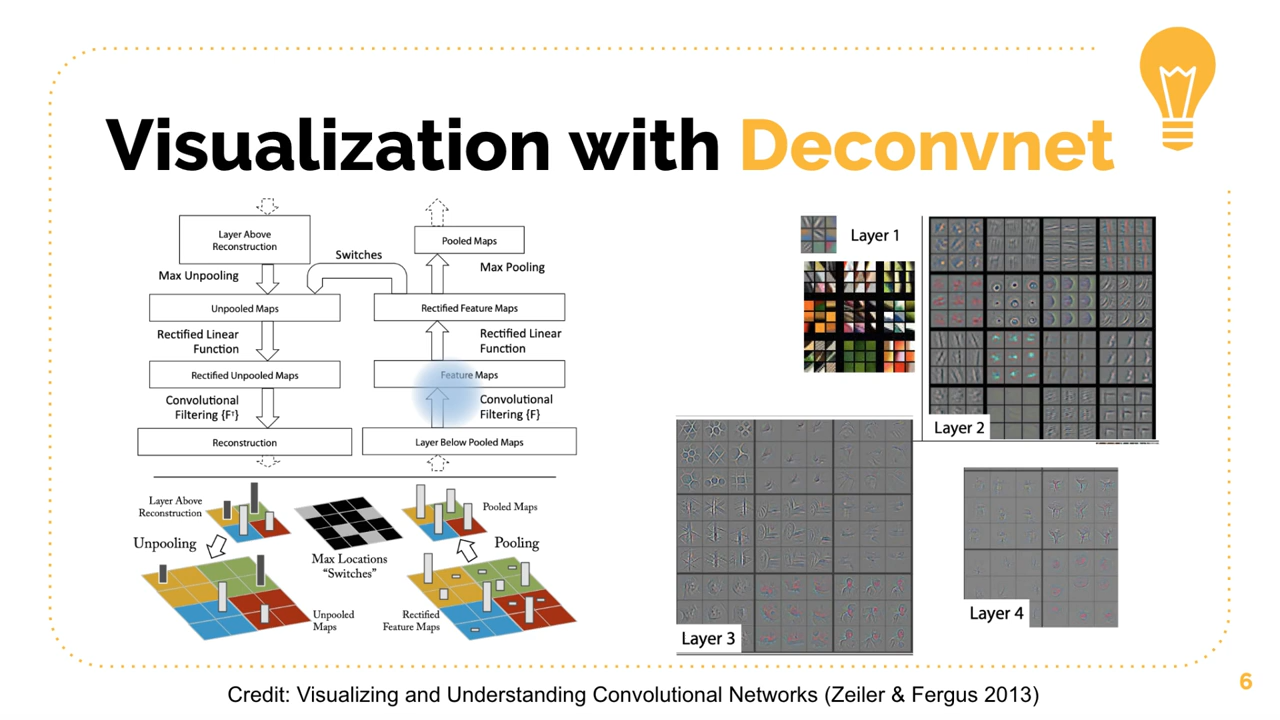 Visualization with Deconvnet
Layer Above
Reconstruction
Max Unpooling
Unpooled Maps
Rectified Linear
Function
Rectified Unpooled Maps
Convolutional
Filtering {Fᵀ}
Reconstruction
Switches
Pooled Maps
Max Pooling
Rectified Feature Maps
Rectified Linear
Function
Feature Maps
Convolutional
Filtering {F}
Layer Below Pooled Maps
Layer Above
Reconstruction
Unpooling
Unpooled
Maps
Max Locations
“Switches”
Pooled Maps
Pooling
Rectified
Feature Maps
Layer 1
Layer 2
Layer 3
Layer 4
Credit: Visualizing and Understanding Convolutional Networks (Zeiler & Fergus 2013)
6